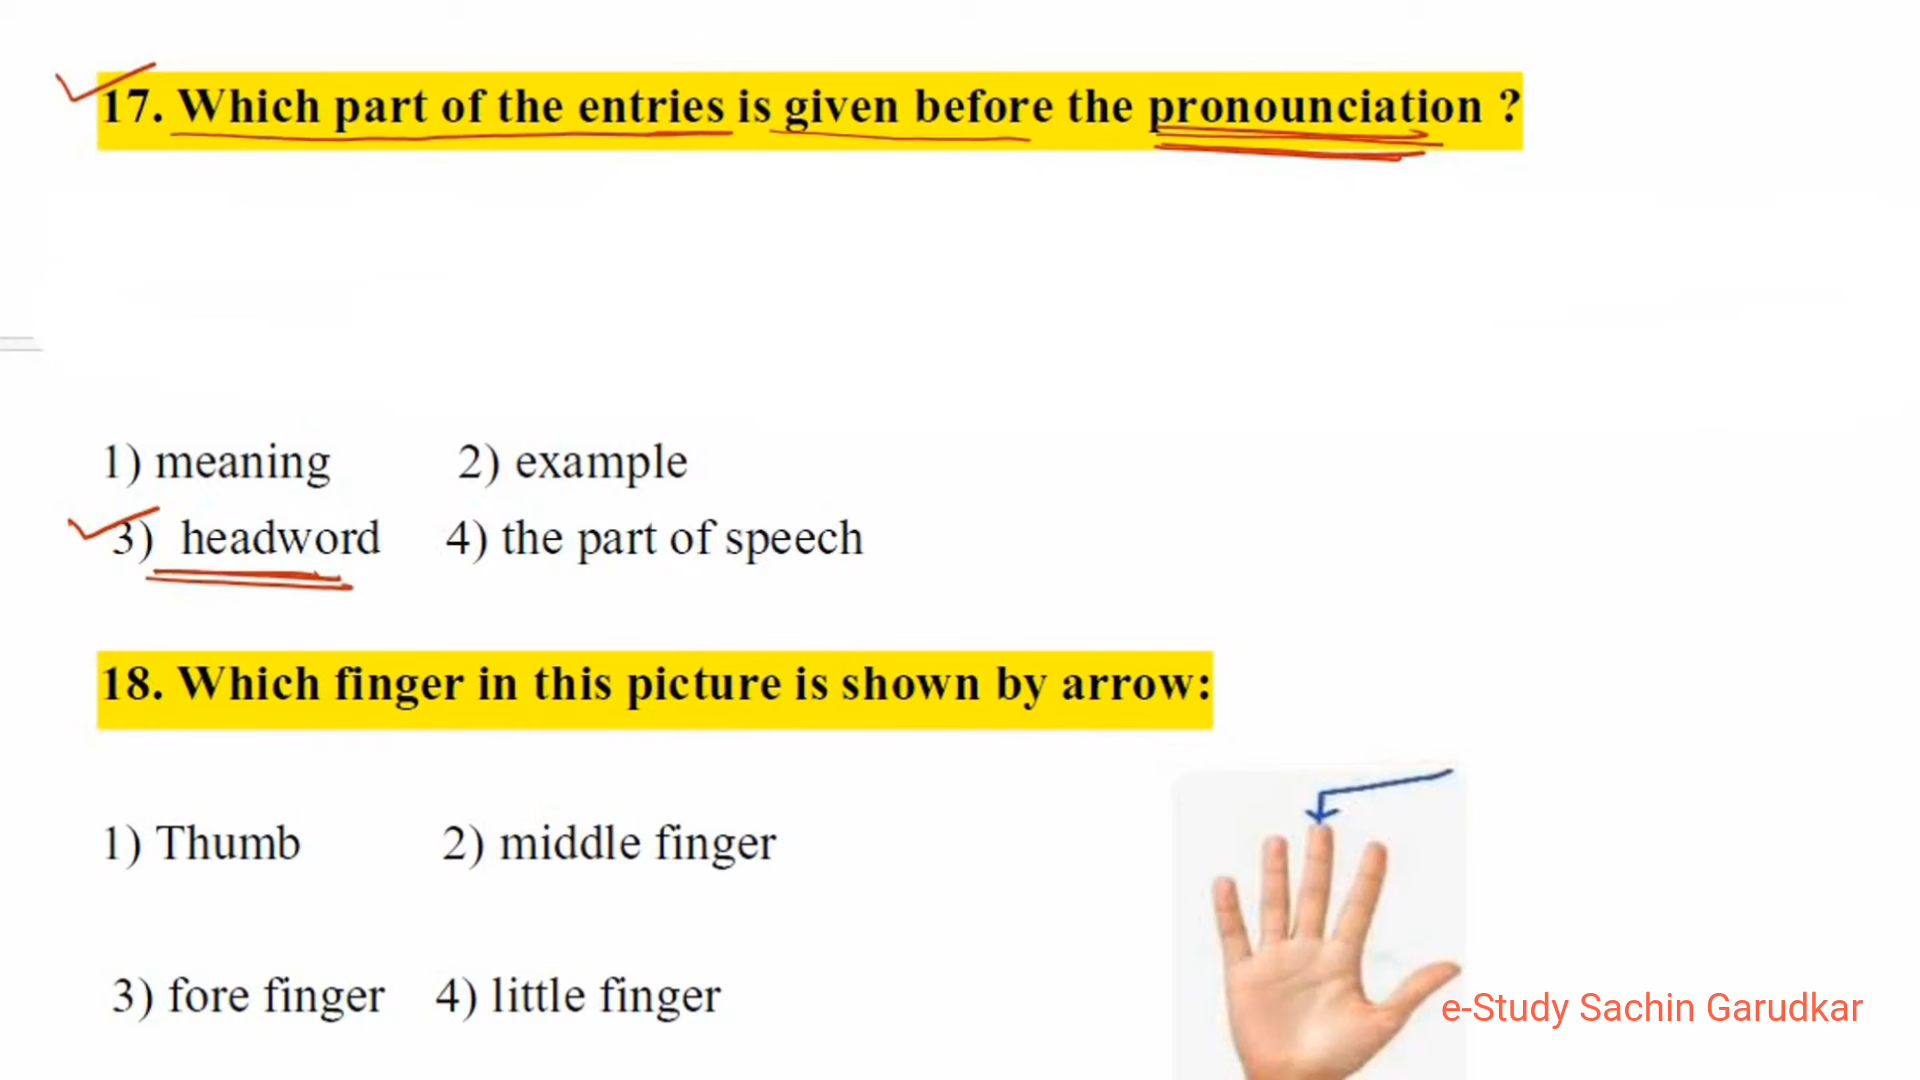 17. Which part of the entries is given before the pronounciation ?
1) meaning 2) example
3) headword 4) the part of speech
18. Which finger in this picture is shown by arrow:
1) Thumb 2) middle finger
3) fore finger 4) little finger
e-Study Sachin Garudkar